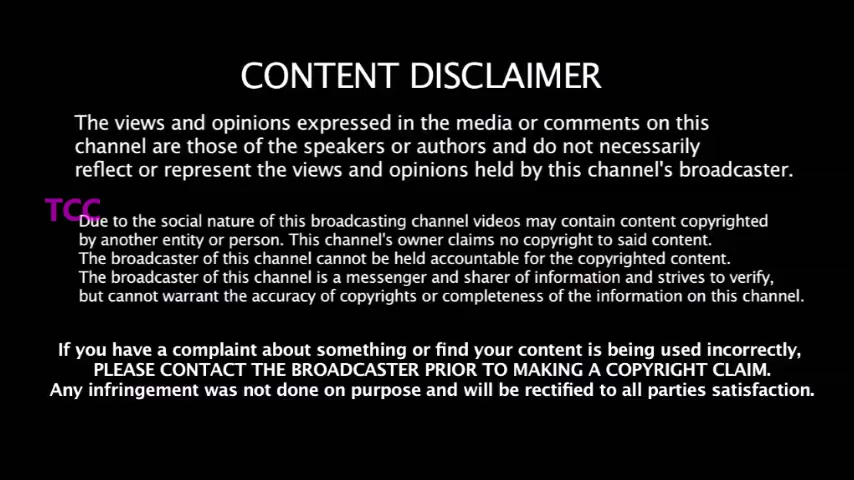 CONTENT DISCLAIMER
The views and opinions expressed in the media or comments on this
channel are those of the speakers or authors and do not necessarily
reflect or represent the views and opinions held by this channel's broadcaster.
TCC
Due to the social nature of this broadcasting channel videos may contain content copyrighted
by another entity or person. This channel's owner claims no copyright to said content.
The broadcaster of this channel cannot be held accountable for the copyrighted content.
The broadcaster of this channel is a messenger and sharer of information and strives to verify,
but cannot warrant the accuracy of copyrights or completeness of the information on this channel.
If you have a complaint about something or find your content is being used incorrectly,
PLEASE CONTACT THE BROADCASTER PRIOR TO MAKING A COPYRIGHT CLAIM.
Any infringement was not done on purpose and will be rectified to all parties satisfaction.